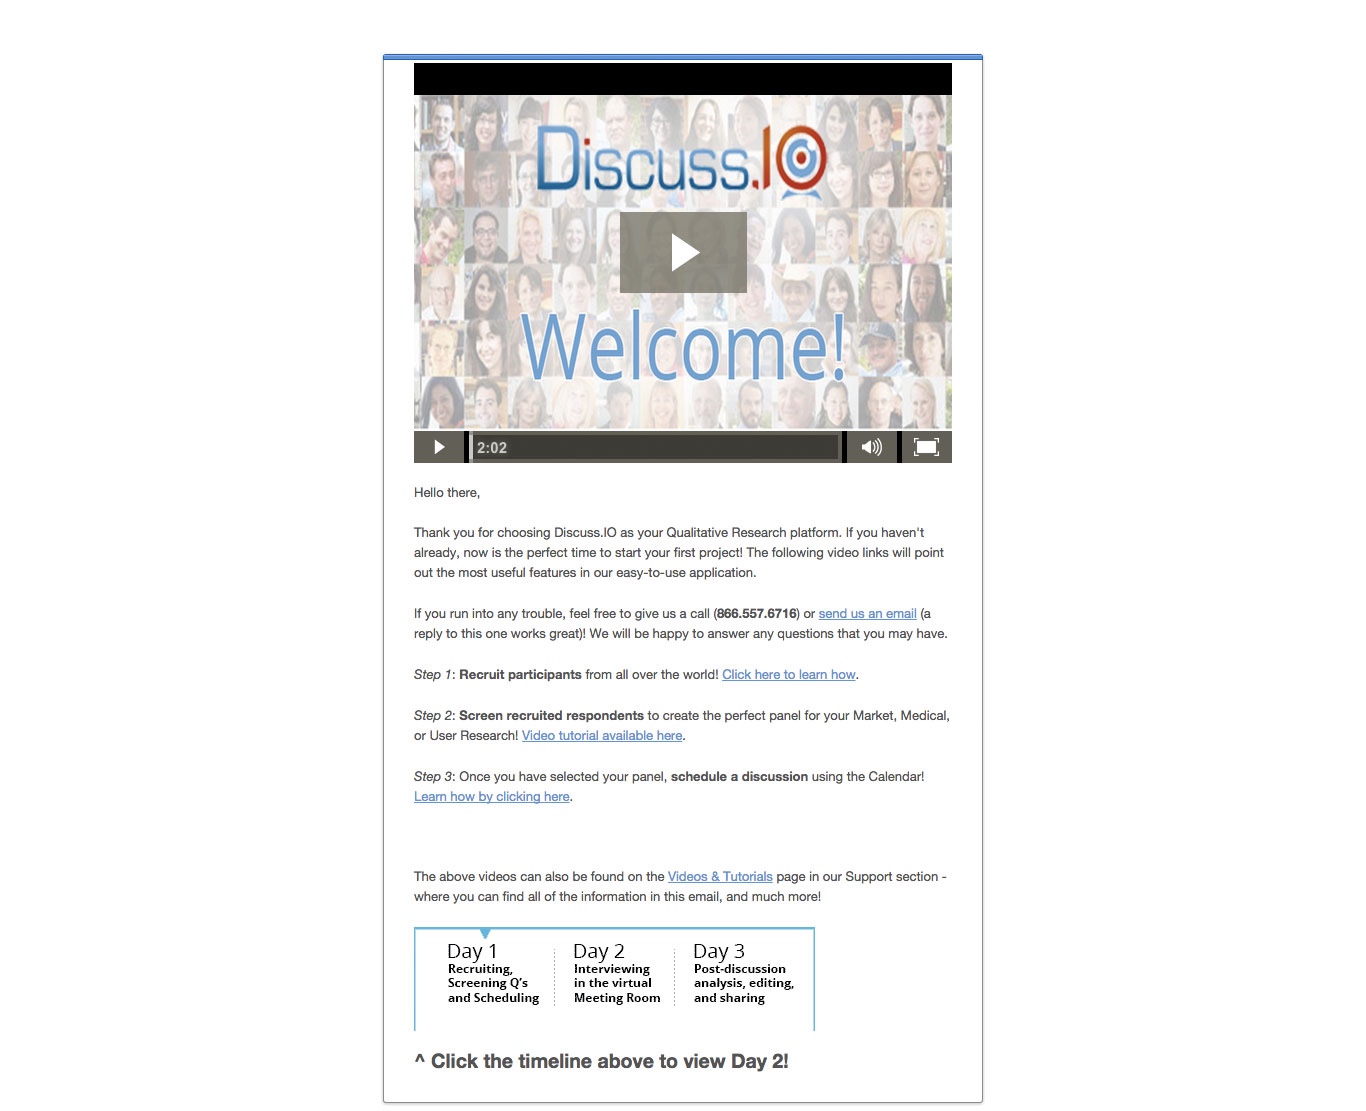 Discuss.IO
Welcome!
2:02
Hello there,
Thank you for choosing Discuss.IO as your Qualitative Research platform. If you haven't
already, now is the perfect time to start your first project! The following video links will point
out the most useful features in our easy-to-use application.
If you run into any trouble, feel free to give us a call (866.557.6716) or send us an email (a
reply to this one works great)! We will be happy to answer any questions that you may have.
Step 1: Recruit participants from all over the world! Click here to learn how.
Step 2: Screen recruited respondents to create the perfect panel for your Market, Medical,
or User Research! Video tutorial available here.
Step 3: Once you have selected your panel, schedule a discussion using the Calendar!
Learn how by clicking here.
The above videos can also be found on the Videos & Tutorials page in our Support section -
where you can find all of the information in this email, and much more!
Day 1
Recruiting,
Screening Q’s
and Scheduling
Day 2
Interviewing
in the virtual
Meeting Room
Day 3
Post-discussion
analysis, editing,
and sharing
^ Click the timeline above to view Day 2!